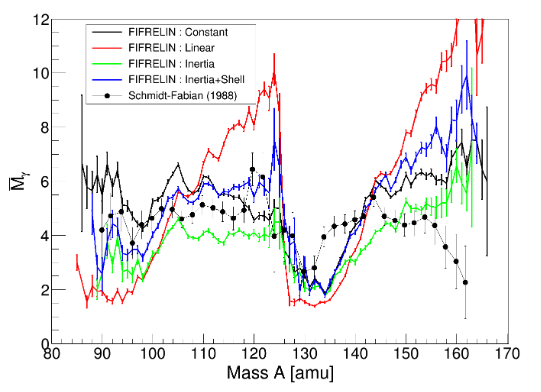 12
10
8
6
4
2
0
M̅γ
FIFRELIN : Constant
FIFRELIN : Linear
FIFRELIN : Inertia
FIFRELIN : Inertia+Shell
Schmidt-Fabian (1988)
80 90 100 110 120 130 140 150 160 170
Mass A [amu]